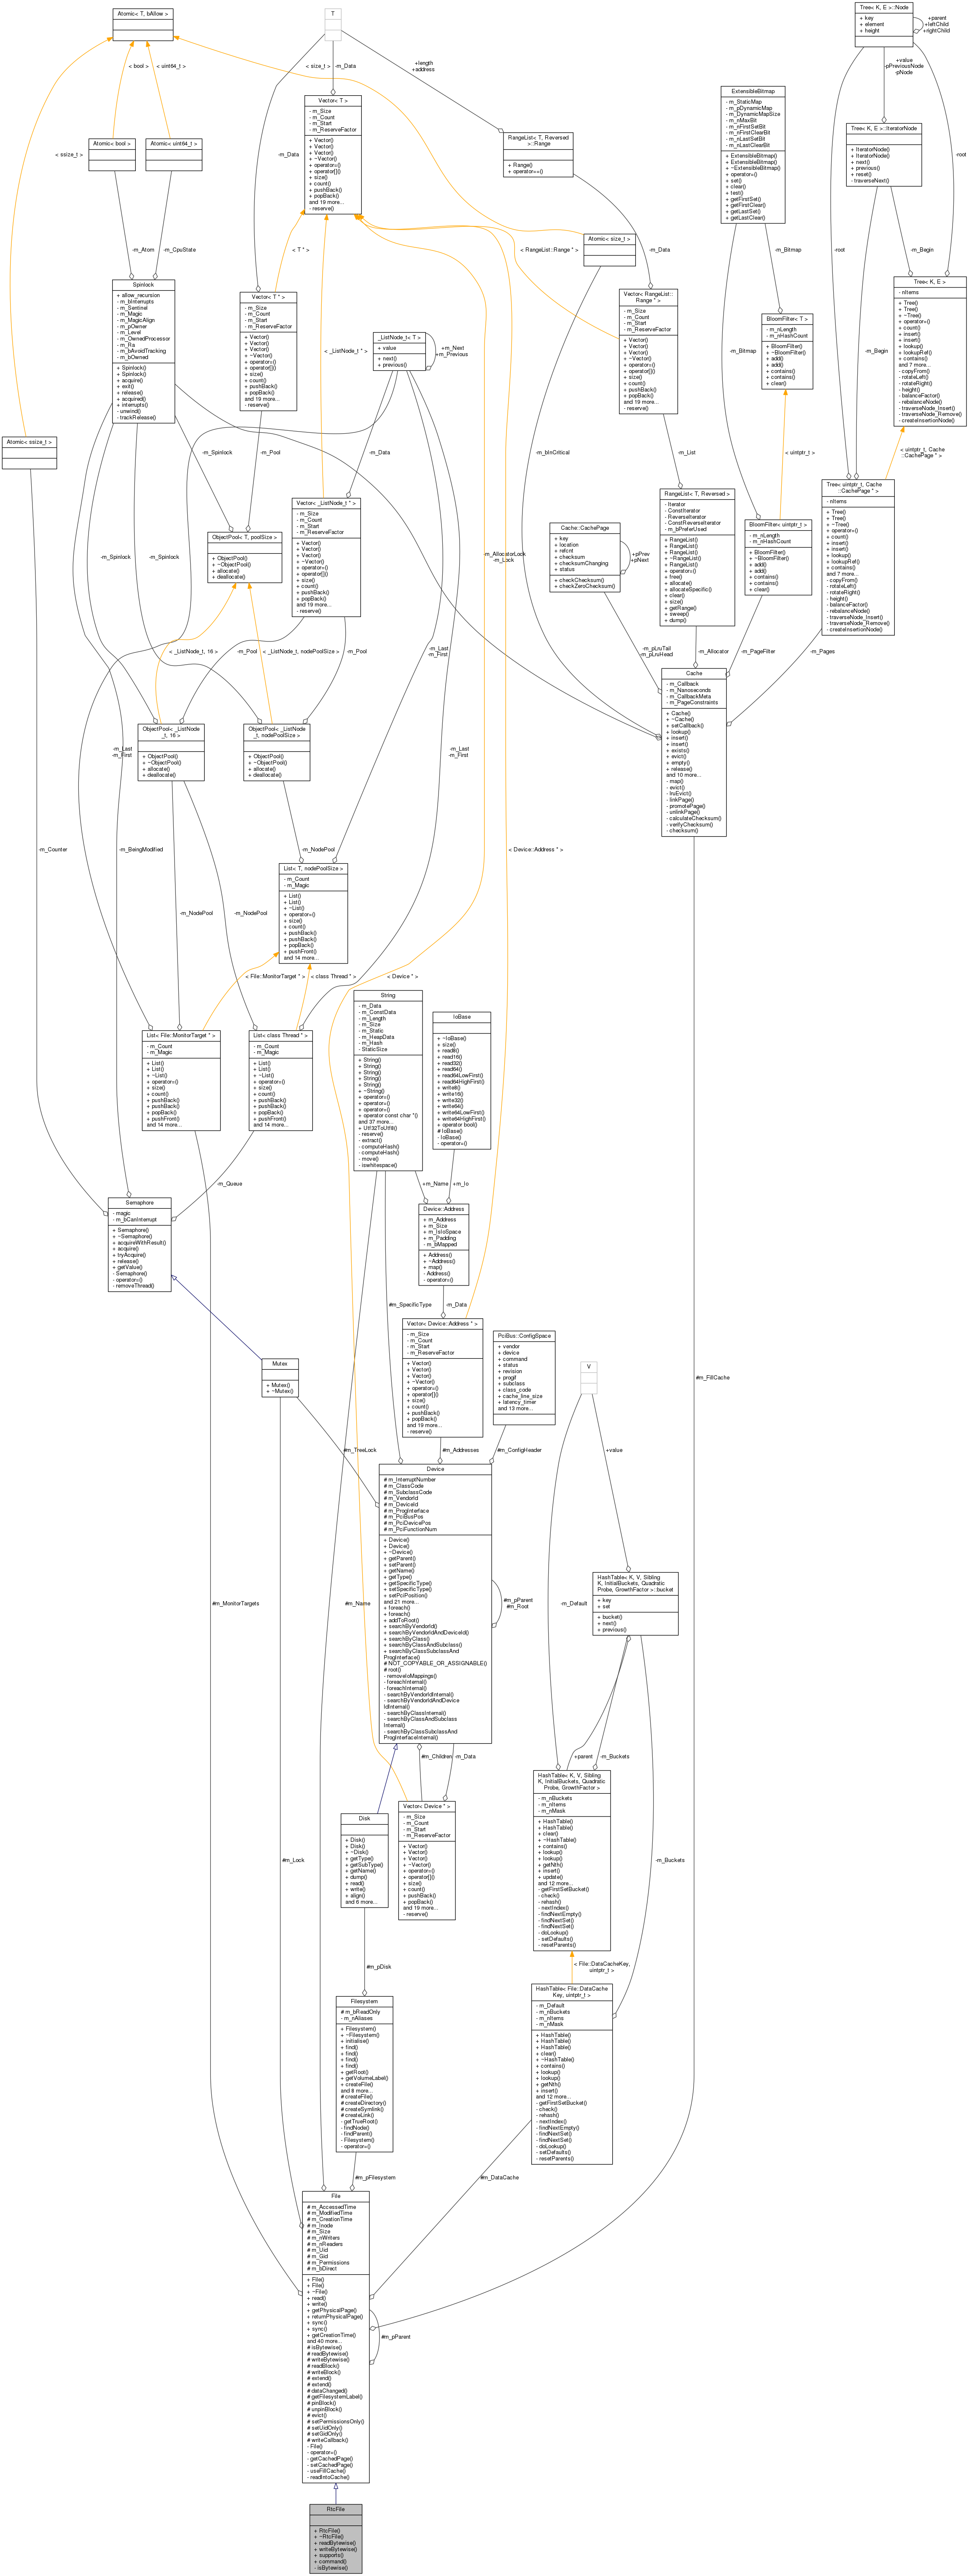 Atomic< T, bAllow >
T
Tree< K, E >::Node
+ key
+ element
+ height
+parent
+leftChild
+rightChild
< bool >
< uint64_t >
< size_t >
-m_Data
+length
+address
+value
-pPreviousNode
-pNode
ExtensibleBitmap
- m_StaticMap
- m_pDynamicMap
- m_DynamicMapSize
- m_nMaxBit
- m_nFirstSetBit
- m_nFirstClearBit
- m_nLastSetBit
- m_nLastClearBit
+ ExtensibleBitmap()
+ ExtensibleBitmap()
+ ~ExtensibleBitmap()
+ operator=()
+ set()
+ clear()
+ test()
+ getFirstSet()
+ getFirstClear()
+ getLastSet()
+ getLastClear()
Vector< T >
- m_Size
- m_Count
- m_Start
- m_ReserveFactor
+ Vector()
+ Vector()
+ Vector()
+ ~Vector()
+ operator=()
+ operator[]()
+ size()
+ count()
+ pushBack()
+ popBack()
and 19 more...
- reserve()
Tree< K, E >::IteratorNode
+ IteratorNode()
+ IteratorNode()
+ next()
+ previous()
+ reset()
- traverseNext()
RangeList< T, Reversed
>::Range
+ Range()
+ operator==()
Atomic< bool >
Atomic< uint64_t >
< ssize_t >
-m_Data
-root
Atomic< size_t >
-m_Atom
-m_CpuState
< T * >
< RangeList::Range * >
-m_Data
-m_Bitmap
-root
-m_Begin
Spinlock
+ allow_recursion
- m_bInterrupts
- m_Sentinel
- m_Magic
- m_MagicAlign
- m_pOwner
- m_Level
- m_OwnedProcessor
- m_Ra
- m_bAvoidTracking
- m_bOwned
+ Spinlock()
+ Spinlock()
+ acquire()
+ exit()
+ release()
+ acquired()
+ interrupts()
- unwind()
- trackRelease()
Vector< T * >
- m_Size
- m_Count
- m_Start
- m_ReserveFactor
+ Vector()
+ Vector()
+ Vector()
+ ~Vector()
+ operator=()
+ operator[]()
+ size()
+ count()
+ pushBack()
+ popBack()
and 19 more...
- reserve()
Vector< RangeList::
Range * >
- m_Size
- m_Count
- m_Start
- m_ReserveFactor
+ Vector()
+ Vector()
+ Vector()
+ ~Vector()
+ operator=()
+ operator[]()
+ size()
+ count()
+ pushBack()
+ popBack()
and 19 more...
- reserve()
Tree< K, E >
- nItems
+ Tree()
+ Tree()
+ ~Tree()
+ operator=()
+ count()
+ insert()
+ insert()
+ lookup()
+ lookupRef()
+ contains()
and 7 more...
- copyFrom()
- rotateLeft()
- rotateRight()
- height()
- balanceFactor()
- rebalanceNode()
- traverseNode_Insert()
- traverseNode_Remove()
- createInsertionNode()
BloomFilter< T >
- m_nLength
- m_nHashCount
+ BloomFilter()
+ ~BloomFilter()
+ add()
+ add()
+ contains()
+ contains()
+ clear()
_ListNode_t< T >
+ value
+ next()
+ previous()
+m_Next
+m_Previous
< _ListNode_t * >
-m_Bitmap
-m_Begin
Atomic< ssize_t >
-m_Spinlock
-m_Pool
-m_Data
-m_bInCritical
-m_List
< uintptr_t >
< uintptr_t, Cache
::CachePage * >
Tree< uintptr_t, Cache
::CachePage * >
- nItems
+ Tree()
+ Tree()
+ ~Tree()
+ operator=()
+ count()
+ insert()
+ insert()
+ lookup()
+ lookupRef()
+ contains()
and 7 more...
- copyFrom()
- rotateLeft()
- rotateRight()
- height()
- balanceFactor()
- rebalanceNode()
- traverseNode_Insert()
- traverseNode_Remove()
- createInsertionNode()
RangeList< T, Reversed >
- Iterator
- ConstIterator
- ReverseIterator
- ConstReverseIterator
- m_bPreferUsed
+ RangeList()
+ RangeList()
+ RangeList()
+ ~RangeList()
+ RangeList()
+ operator=()
+ free()
+ allocate()
+ allocateSpecific()
+ clear()
+ size()
+ getRange()
+ sweep()
+ dump()
Vector< _ListNode_t * >
- m_Size
- m_Count
- m_Start
- m_ReserveFactor
+ Vector()
+ Vector()
+ Vector()
+ ~Vector()
+ operator=()
+ operator[]()
+ size()
+ count()
+ pushBack()
+ popBack()
and 19 more...
- reserve()
Cache::CachePage
+ key
+ location
+ refcnt
+ checksum
+ checksumChanging
+ status
+ checkChecksum()
+ checkZeroChecksum()
+pPrev
+pNext
BloomFilter< uintptr_t >
- m_nLength
- m_nHashCount
+ BloomFilter()
+ ~BloomFilter()
+ add()
+ add()
+ contains()
+ contains()
+ clear()
ObjectPool< T, poolSize >
+ ObjectPool()
+ ~ObjectPool()
+ allocate()
+ deallocate()
-m_Spinlock
-m_Spinlock
-m_AllocatorLock
-m_Lock
-m_Pool
< _ListNode_t, 16 >
< _ListNode_t, nodePoolSize >
-m_Pool
-m_Last
-m_First
-m_pLruTail
-m_pLruHead
-m_Allocator
-m_PageFilter
-m_Pages
Cache
- m_Callback
- m_Nanoseconds
- m_CallbackMeta
- m_PageConstraints
+ Cache()
+ ~Cache()
+ setCallback()
+ lookup()
+ insert()
+ insert()
+ exists()
+ evict()
+ empty()
+ release()
and 10 more...
- map()
- evict()
- lruEvict()
- linkPage()
- promotePage()
- unlinkPage()
- calculateChecksum()
- verifyChecksum()
- checksum()
ObjectPool< _ListNode
_t, 16 >
+ ObjectPool()
+ ~ObjectPool()
+ allocate()
+ deallocate()
ObjectPool< _ListNode
_t, nodePoolSize >
+ ObjectPool()
+ ~ObjectPool()
+ allocate()
+ deallocate()
-m_Last
-m_First
-m_Last
-m_First
-m_Counter
-m_BeingModified
-m_NodePool
< Device::Address * >
List< T, nodePoolSize >
- m_Count
- m_Magic
+ List()
+ List()
+ ~List()
+ operator=()
+ size()
+ count()
+ pushBack()
+ pushBack()
+ popBack()
+ pushFront()
and 14 more...
-m_NodePool
-m_NodePool
< File::MonitorTarget * >
< class Thread * >
< Device * >
List< File::MonitorTarget * >
- m_Count
- m_Magic
+ List()
+ List()
+ ~List()
+ operator=()
+ size()
+ count()
+ pushBack()
+ pushBack()
+ popBack()
+ pushFront()
and 14 more...
List< class Thread * >
- m_Count
- m_Magic
+ List()
+ List()
+ ~List()
+ operator=()
+ size()
+ count()
+ pushBack()
+ pushBack()
+ popBack()
+ pushFront()
and 14 more...
String
- m_Data
- m_ConstData
- m_Length
- m_Size
- m_Static
- m_HeapData
- m_Hash
- StaticSize
+ String()
+ String()
+ String()
+ String()
+ String()
+ ~String()
+ operator=()
+ operator=()
+ operator=()
+ operator const char *()
and 37 more...
+ Utf32ToUtf8()
- reserve()
- extract()
- computeHash()
- computeHash()
- move()
- iswhitespace()
IoBase
+ ~IoBase()
+ size()
+ read8()
+ read16()
+ read32()
+ read64()
+ read64LowFirst()
+ read64HighFirst()
+ write8()
+ write16()
+ write32()
+ write64()
+ write64LowFirst()
+ write64HighFirst()
+ operator bool()
# IoBase()
- IoBase()
- operator=()
-m_Queue
+m_Name
+m_Io
Semaphore
- magic
- m_bCanInterrupt
+ Semaphore()
+ ~Semaphore()
+ acquireWithResult()
+ acquire()
+ tryAcquire()
+ release()
+ getValue()
- Semaphore()
- operator=()
- removeThread()
Device::Address
+ m_Address
+ m_Size
+ m_IsIoSpace
+ m_Padding
- m_bMapped
+ Address()
+ ~Address()
+ map()
- Address()
- operator=()
#m_SpecificType
-m_Data
Vector< Device::Address * >
- m_Size
- m_Count
- m_Start
- m_ReserveFactor
+ Vector()
+ Vector()
+ Vector()
+ ~Vector()
+ operator=()
+ operator[]()
+ size()
+ count()
+ pushBack()
+ popBack()
and 19 more...
- reserve()
PciBus::ConfigSpace
+ vendor
+ device
+ command
+ status
+ revision
+ progif
+ subclass
+ class_code
+ cache_line_size
+ latency_timer
and 13 more...
Mutex
+ Mutex()
+ ~Mutex()
V
#m_FillCache
#m_TreeLock
#m_Addresses
#m_ConfigHeader
+value
Device
# m_InterruptNumber
# m_ClassCode
# m_SubclassCode
# m_VendorId
# m_DeviceId
# m_ProgInterface
# m_PciBusPos
# m_PciDevicePos
# m_PciFunctionNum
+ Device()
+ Device()
+ ~Device()
+ getParent()
+ setParent()
+ getName()
+ getType()
+ getSpecificType()
+ setSpecificType()
+ setPciPosition()
and 21 more...
+ foreach()
+ foreach()
+ addToRoot()
+ searchByVendorId()
+ searchByVendorIdAndDeviceId()
+ searchByClass()
+ searchByClassAndSubclass()
+ searchByClassSubclassAnd
ProgInterface()
# NOT_COPYABLE_OR_ASSIGNABLE()
# root()
- removeIoMappings()
- foreachInternal()
- foreachInternal()
- searchByVendorIdInternal()
- searchByVendorIdAndDevice
IdInternal()
- searchByClassInternal()
- searchByClassAndSubclass
Internal()
- searchByClassSubclassAnd
ProgInterfaceInternal()
#m_pParent
#m_Root
#m_MonitorTargets
#m_Name
-m_Default
HashTable< K, V, Sibling
K, InitialBuckets, Quadratic
Probe, GrowthFactor >::bucket
+ key
+ set
+ bucket()
+ next()
+ previous()
#m_Children
-m_Data
+parent
-m_Buckets
HashTable< K, V, Sibling
K, InitialBuckets, Quadratic
Probe, GrowthFactor >
- m_nBuckets
- m_nItems
- m_nMask
+ HashTable()
+ HashTable()
+ clear()
+ ~HashTable()
+ contains()
+ lookup()
+ lookup()
+ getNth()
+ insert()
+ update()
and 12 more...
- getFirstSetBucket()
- check()
- rehash()
- nextIndex()
- findNextEmpty()
- findNextSet()
- findNextSet()
- doLookup()
- setDefaults()
- resetParents()
Disk
+ Disk()
+ Disk()
+ ~Disk()
+ getType()
+ getSubType()
+ getName()
+ dump()
+ read()
+ write()
+ align()
and 6 more...
Vector< Device * >
- m_Size
- m_Count
- m_Start
- m_ReserveFactor
+ Vector()
+ Vector()
+ Vector()
+ ~Vector()
+ operator=()
+ operator[]()
+ size()
+ count()
+ pushBack()
+ popBack()
and 19 more...
- reserve()
#m_Lock
-m_Buckets
#m_pDisk
< File::DataCacheKey,
uintptr_t >
HashTable< File::DataCache
Key, uintptr_t >
- m_Default
- m_nBuckets
- m_nItems
- m_nMask
+ HashTable()
+ HashTable()
+ HashTable()
+ clear()
+ ~HashTable()
+ contains()
+ lookup()
+ lookup()
+ getNth()
+ insert()
and 12 more...
- getFirstSetBucket()
- check()
- rehash()
- nextIndex()
- findNextEmpty()
- findNextSet()
- findNextSet()
- doLookup()
- setDefaults()
- resetParents()
Filesystem
# m_bReadOnly
- m_nAliases
+ Filesystem()
+ ~Filesystem()
+ initialise()
+ find()
+ find()
+ find()
+ find()
+ getRoot()
+ getVolumeLabel()
+ createFile()
and 8 more...
# createFile()
# createDirectory()
# createSymlink()
# createLink()
- getTrueRoot()
- findNode()
- findParent()
- Filesystem()
- operator=()
#m_pFilesystem
#m_DataCache
File
# m_AccessedTime
# m_ModifiedTime
# m_CreationTime
# m_Inode
# m_Size
# m_nWriters
# m_nReaders
# m_Uid
# m_Gid
# m_Permissions
# m_bDirect
+ File()
+ File()
+ ~File()
+ read()
+ write()
+ getPhysicalPage()
+ returnPhysicalPage()
+ sync()
+ sync()
+ getCreationTime()
and 40 more...
# isBytewise()
# readBytewise()
# writeBytewise()
# readBlock()
# writeBlock()
# extend()
# extend()
# dataChanged()
# getFilesystemLabel()
# pinBlock()
# unpinBlock()
# evict()
# setPermissionsOnly()
# setUidOnly()
# setGidOnly()
# writeCallback()
- File()
- operator=()
- getCachedPage()
- setCachedPage()
- useFillCache()
- readIntoCache()
#m_pParent
RtcFile
+ RtcFile()
+ ~RtcFile()
+ readBytewise()
+ writeBytewise()
+ supports()
+ command()
- isBytewise()